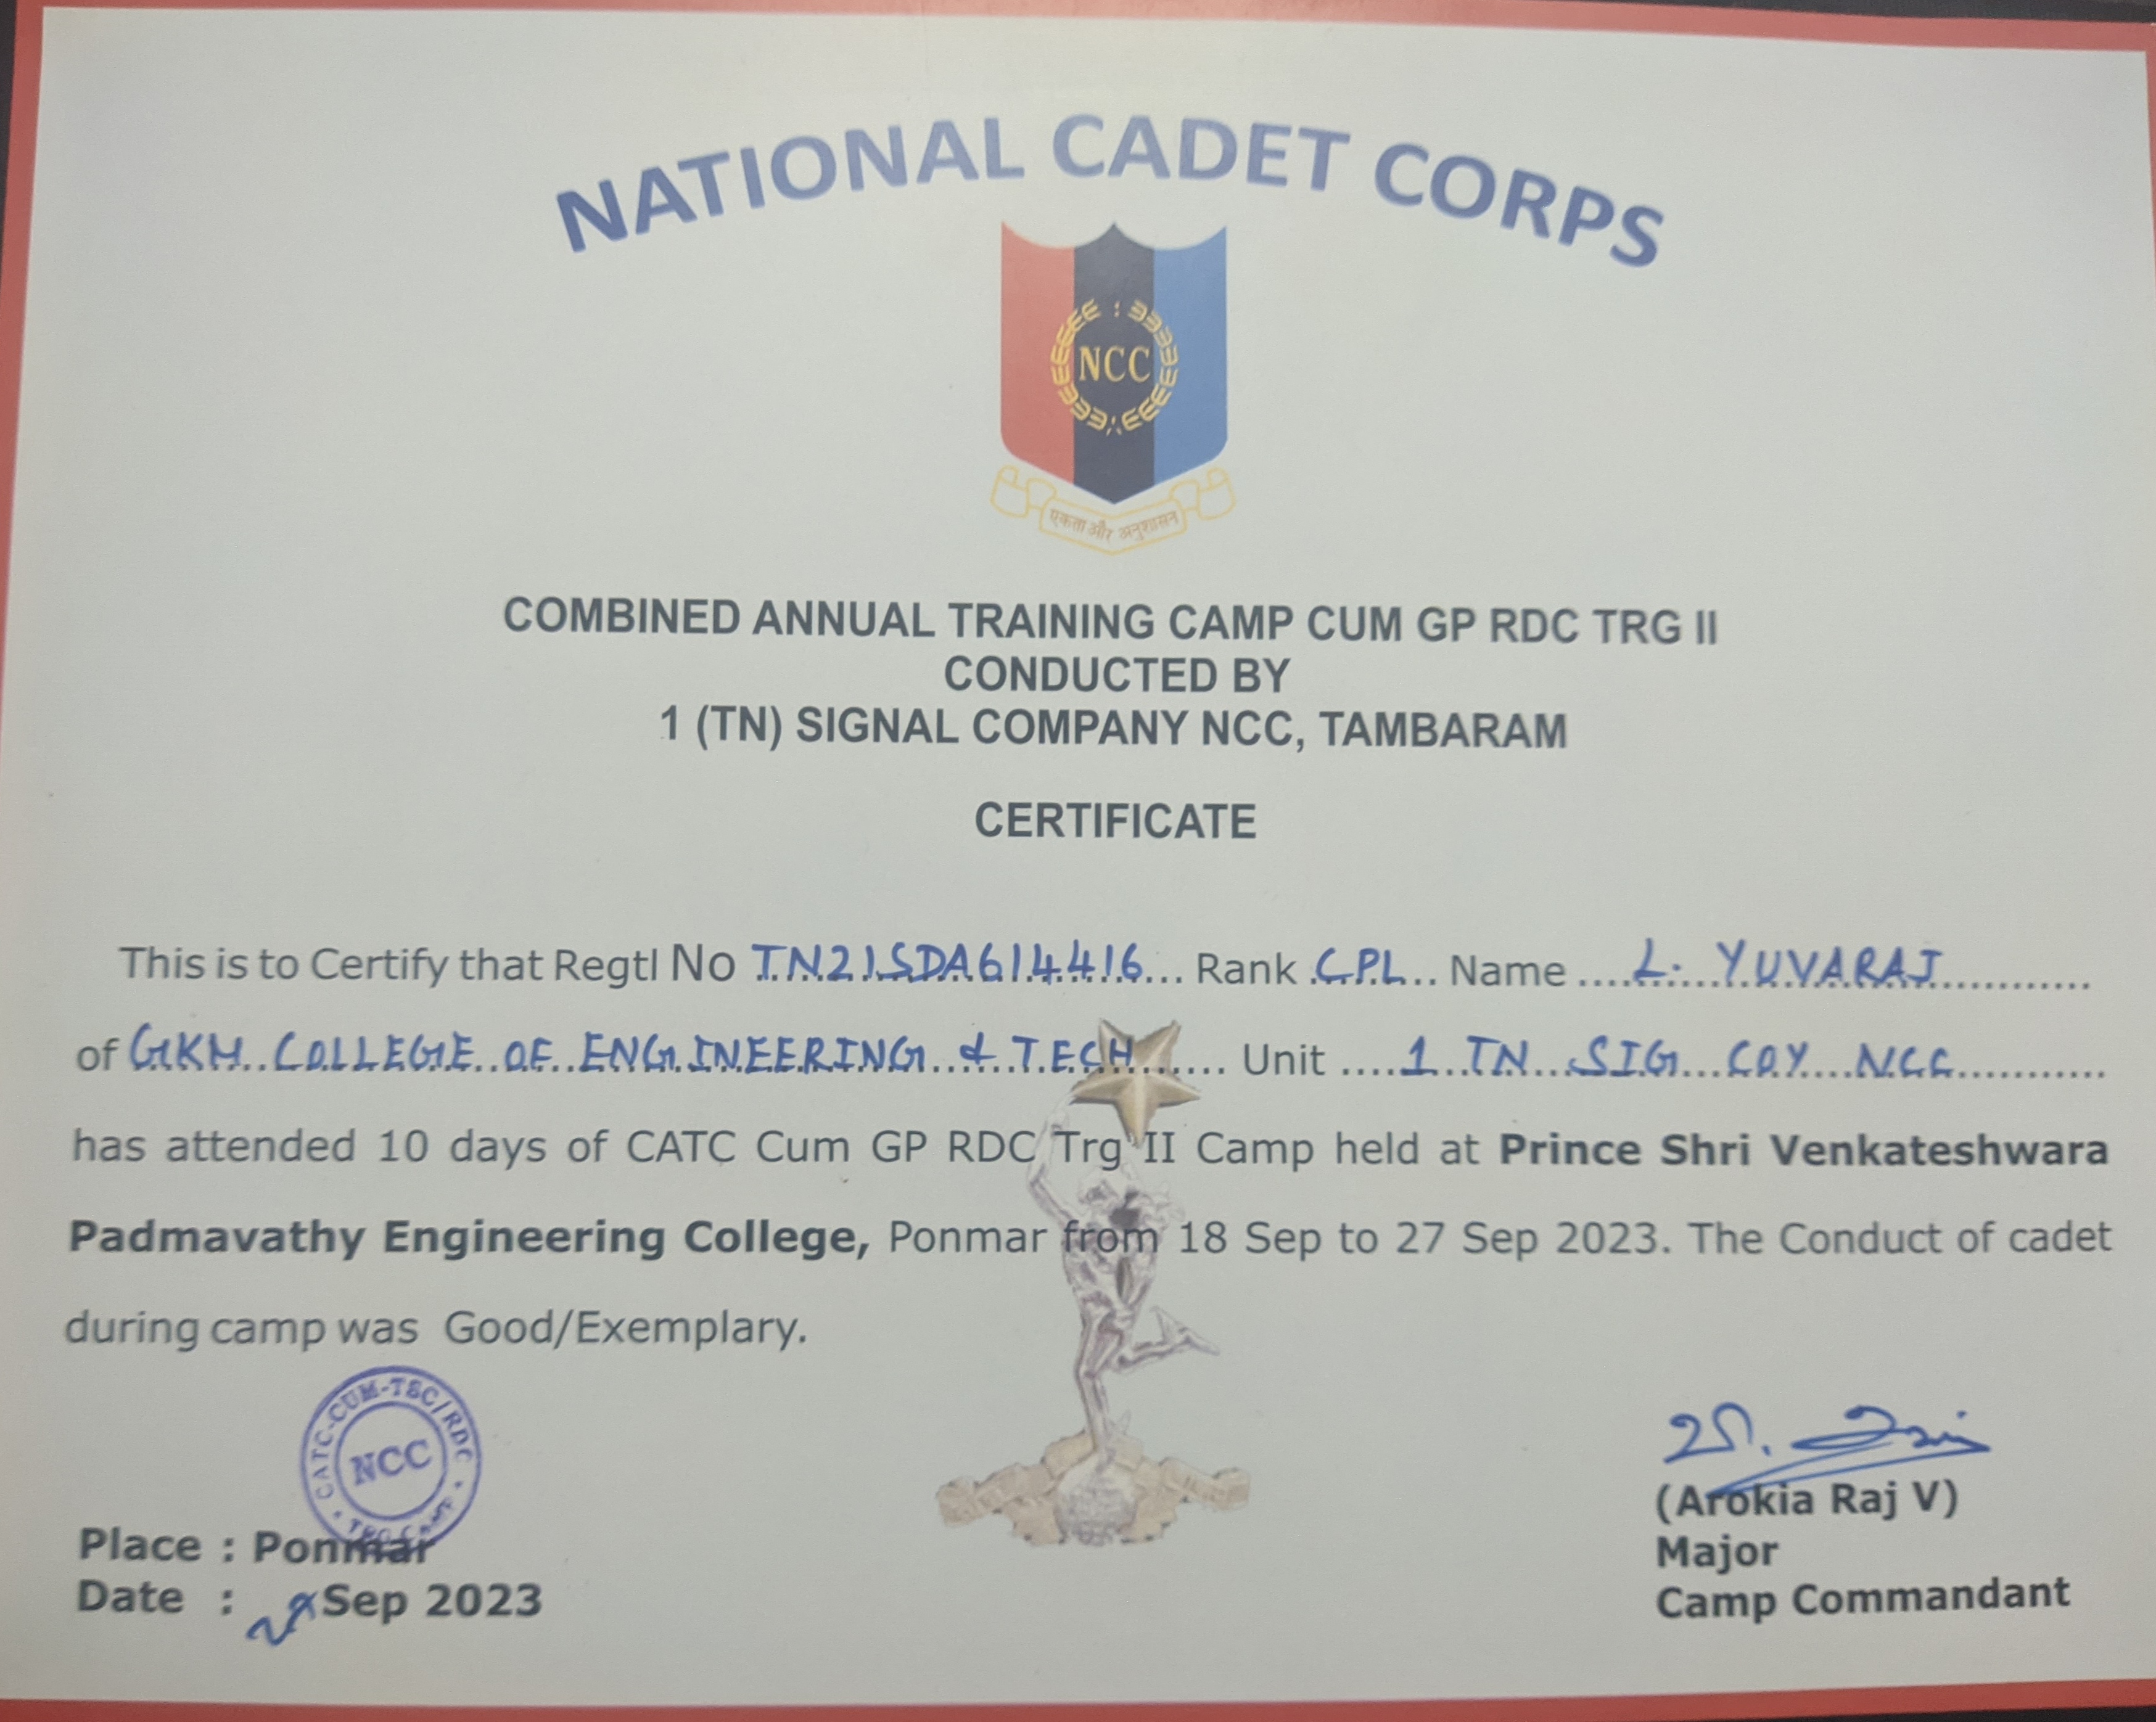 NATIONAL CADET CORPS
NCC
एकता और अनुशासन
COMBINED ANNUAL TRAINING CAMP CUM GP RDC TRG II
CONDUCTED BY
1 (TN) SIGNAL COMPANY NCC, TAMBARAM
CERTIFICATE
This is to Certify that Regtl No TN21SDA614416 Rank CPL Name L. YUVARAJ
of GKM COLLEGE OF ENGINEERING & TECH Unit 1 TN SIG COY NCC
has attended 10 days of CATC Cum GP RDC Trg II Camp held at Prince Shri Venkateshwara
Padmavathy Engineering College, Ponmar from 18 Sep to 27 Sep 2023. The Conduct of cadet
during camp was Good/Exemplary.
CATC-CUM-TSC/RDC
NCC
(Arokia Raj V)
Major
Camp Commandant
Place : Ponmar
Date : Sep 2023